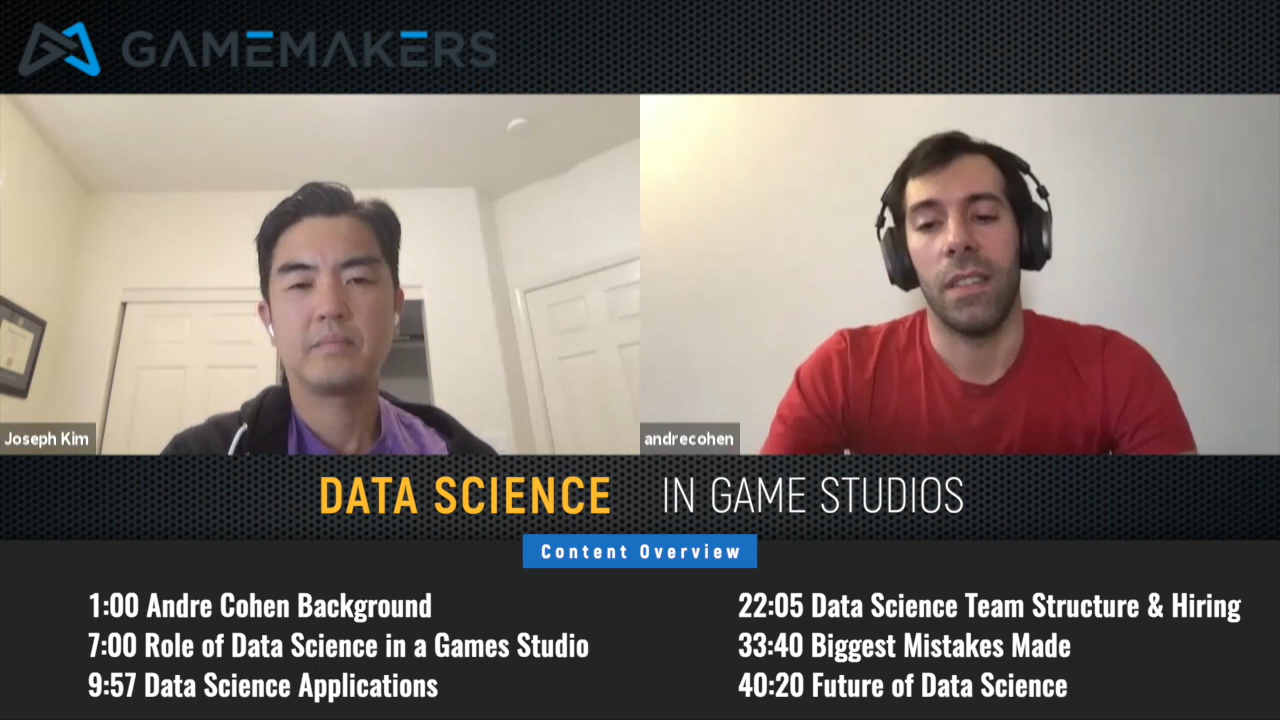 GAMEMAKERS
Joseph Kim
andrecohen
DATA SCIENCE IN GAME STUDIOS
Content Overview
1:00 Andre Cohen Background
7:00 Role of Data Science in a Games Studio
9:57 Data Science Applications
22:05 Data Science Team Structure & Hiring
33:40 Biggest Mistakes Made
40:20 Future of Data Science